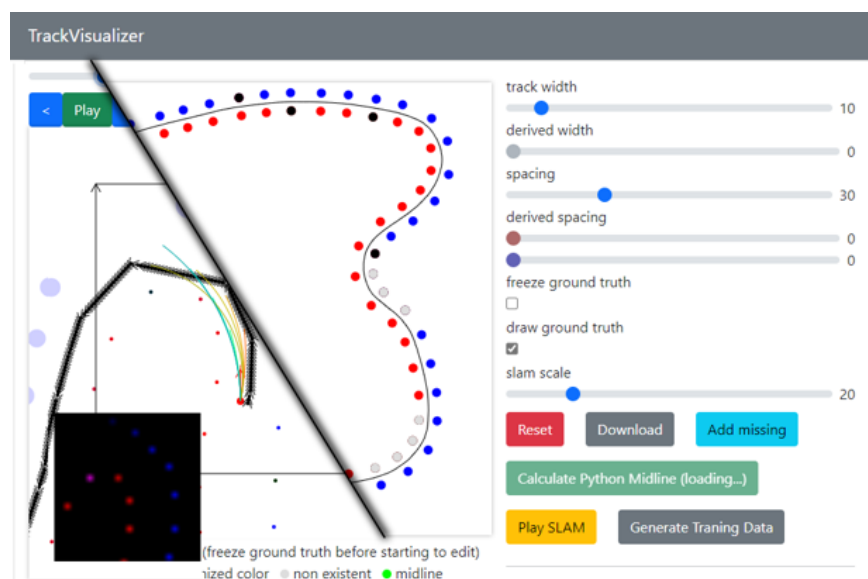 TrackVisualizer
< Play
track width
10
derived width
0
spacing
30
derived spacing
0
0
freeze ground truth
draw ground truth
slam scale
20
Reset Download Add missing
Calculate Python Midline (loading...)
Play SLAM Generate Traning Data
(freeze ground truth before starting to edit)
color non existent midline